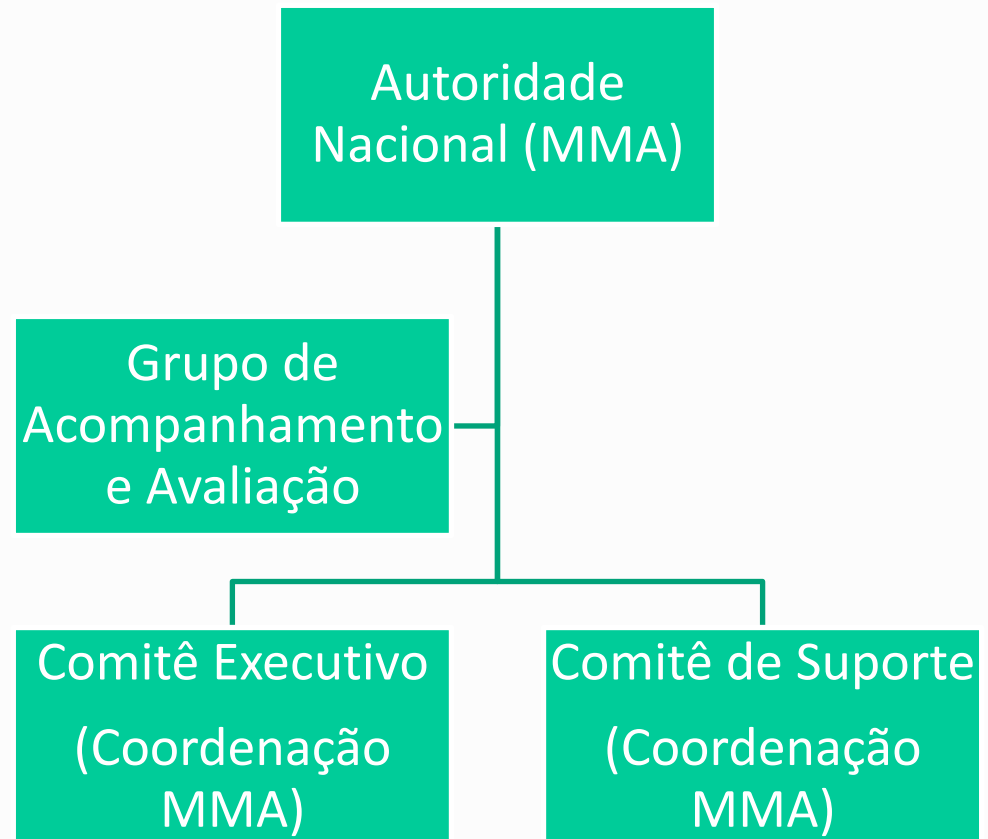 Autoridade
Nacional (MMA)
Grupo de
Acompanhamento
e Avaliação
Comitê Executivo
(Coordenação
MMA)
Comitê de Suporte
(Coordenação
MMA)